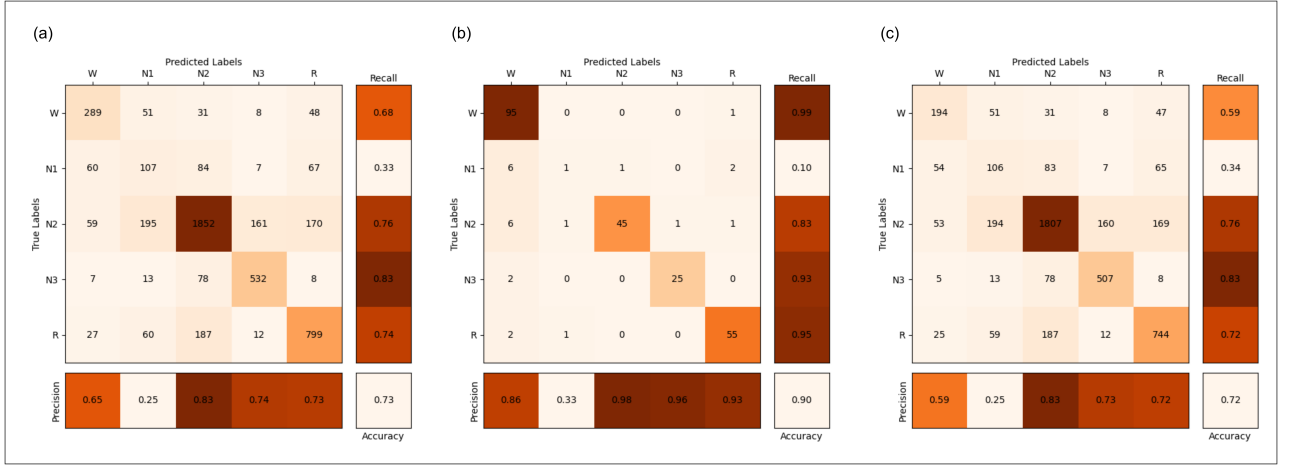 (a)
Predicted Labels
W N1 N2 N3 R Recall
W 289 51 31 8 48 0.68
N1 60 107 84 7 67 0.33
True Labels
N2 59 195 1852 161 170 0.76
N3 7 13 78 532 8 0.83
R 27 60 187 12 799 0.74
Precision 0.65 0.25 0.83 0.74 0.73 0.73
Accuracy
(b)
Predicted Labels
W N1 N2 N3 R Recall
W 95 0 0 0 1 0.99
N1 6 1 1 0 2 0.10
True Labels
N2 6 1 45 1 1 0.83
N3 2 0 0 25 0 0.93
R 2 1 0 0 55 0.95
Precision 0.86 0.33 0.98 0.96 0.93 0.90
Accuracy
(c)
Predicted Labels
W N1 N2 N3 R Recall
W 194 51 31 8 47 0.59
N1 54 106 83 7 65 0.34
True Labels
N2 53 194 1807 160 169 0.76
N3 5 13 78 507 8 0.83
R 25 59 187 12 744 0.72
Precision 0.59 0.25 0.83 0.73 0.72 0.72
Accuracy